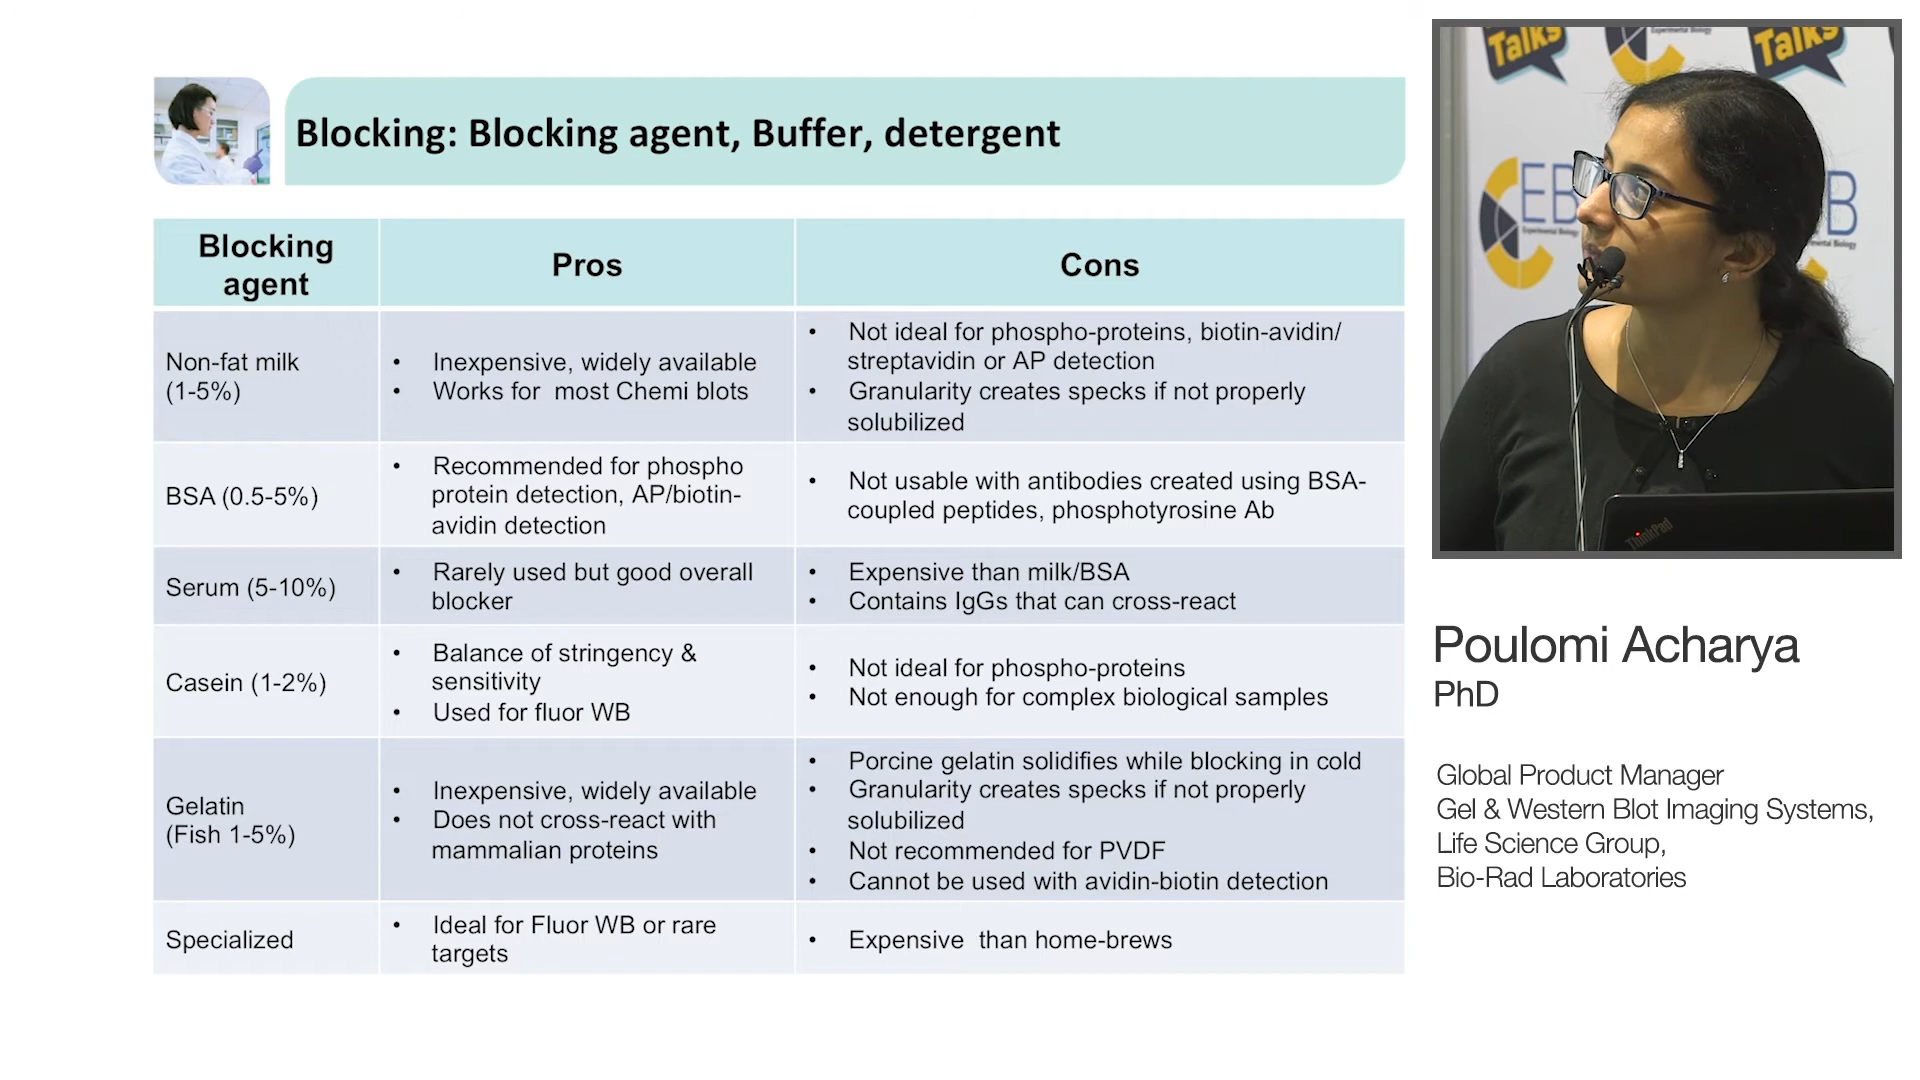 Blocking: Blocking agent, Buffer, detergent
Blocking
agent
Pros
Cons
Non-fat milk
(1-5%)
• Inexpensive, widely available
• Works for  most Chemi blots
• Not ideal for phospho-proteins, biotin-avidin/
streptavidin or AP detection
• Granularity creates specks if not properly
solubilized
BSA (0.5-5%)
• Recommended for phospho
protein detection, AP/biotin-
avidin detection
• Not usable with antibodies created using BSA-
coupled peptides, phosphotyrosine Ab
Serum (5-10%)
• Rarely used but good overall
blocker
• Expensive than milk/BSA
• Contains IgGs that can cross-react
Casein (1-2%)
• Balance of stringency &
sensitivity
• Used for fluor WB
• Not ideal for phospho-proteins
• Not enough for complex biological samples
Gelatin
(Fish 1-5%)
• Inexpensive, widely available
• Does not cross-react with
mammalian proteins
• Porcine gelatin solidifies while blocking in cold
• Granularity creates specks if not properly
solubilized
• Not recommended for PVDF
• Cannot be used with avidin-biotin detection
Specialized
• Ideal for Fluor WB or rare
targets
• Expensive  than home-brews
Talks
Talks
EB
Experimental Biology
B
ThinkPad
Poulomi Acharya
PhD
Global Product Manager
Gel & Western Blot Imaging Systems,
Life Science Group,
Bio-Rad Laboratories